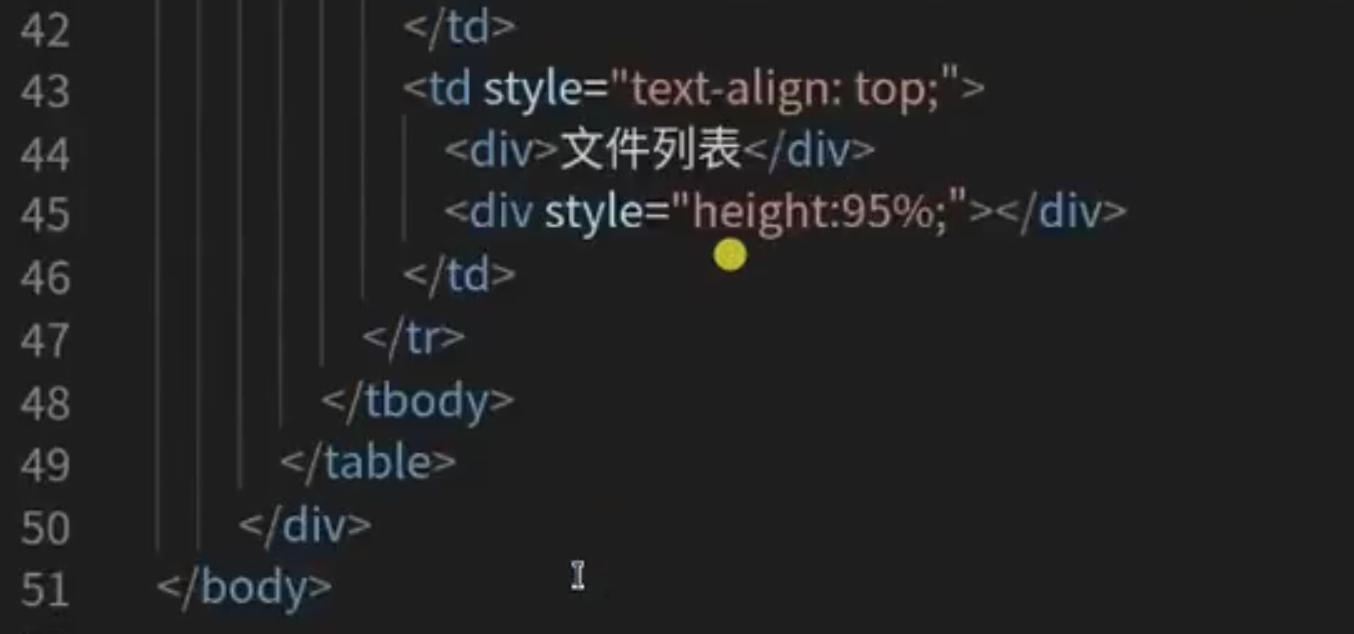 42 </td>
43 <td style="text-align: top;">
44 <div>文件列表</div>
45 <div style="height:95%;"></div>
46 </td>
47 </tr>
48 </tbody>
49 </table>
50 </div>
51 </body>